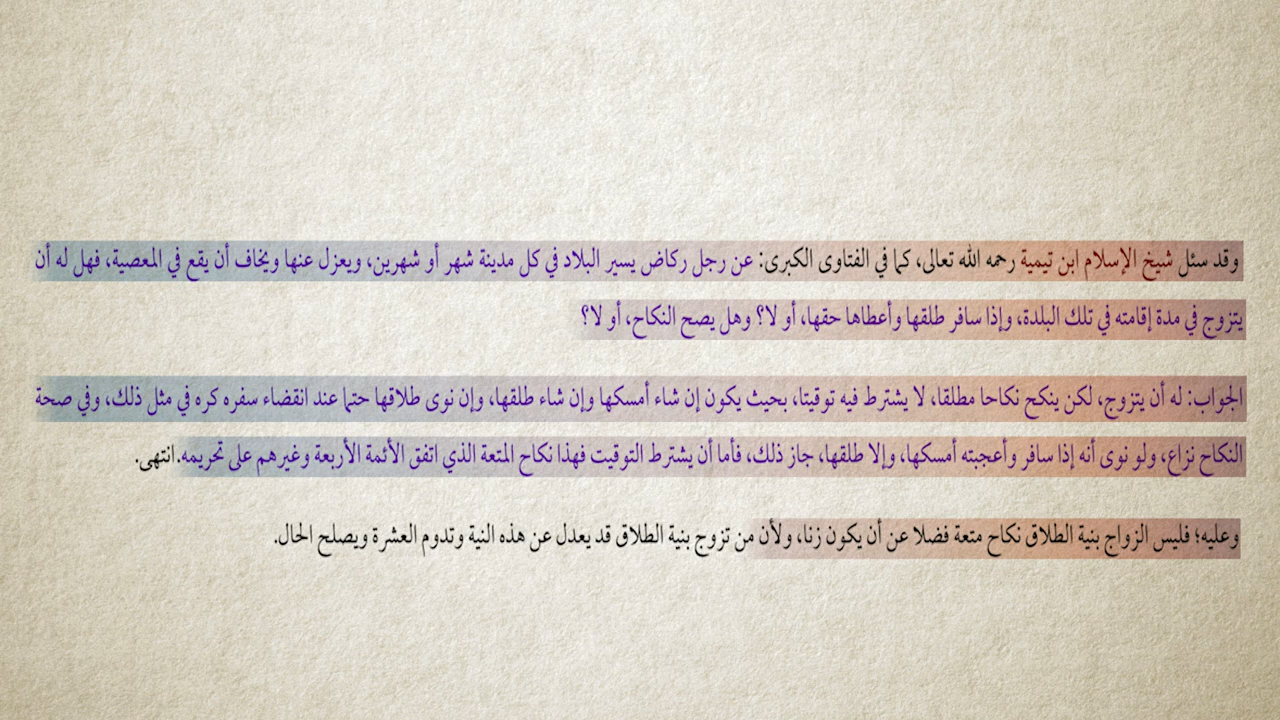 وقد سئل شيخ الإسلام ابن تيمية رحمه الله تعالى، كما في الفتاوى الكبرى: عن رجل ركاض يسير البلاد في كل مدينة شهر أو شهرين، ويعزل عنها ويخاف أن يقع في المعصية، فهل له أن
يتزوج في مدة إقامته في تلك البلدة، وإذا سافر طلقها وأعطاها حقها، أو لا؟ وهل يصح النكاح، أو لا؟
الجواب: له أن يتزوج، لكن ينكح نكاحا مطلقا، لا يشترط فيه توقيتا، بحيث يكون إن شاء أمسكها وإن شاء طلقها، وإن نوى طلاقها حتما عند انقضاء سفره كره في مثل ذلك، وفي صحة
النكاح نزاع، ولو نوى أنه إذا سافر وأعجبته أمسكها، وإلا طلقها، جاز ذلك، فأما أن يشترط التوقيت فهذا نكاح المتعة الذي اتفق الأئمة الأربعة وغيرهم على تحريمه.انتهى.
وعليه؛ فليس الزواج بنية الطلاق نكاح متعة فضلا عن أن يكون زنا، ولأن من تزوج بنية الطلاق قد يعدل عن هذه النية وتدوم العشرة ويصلح الحال.